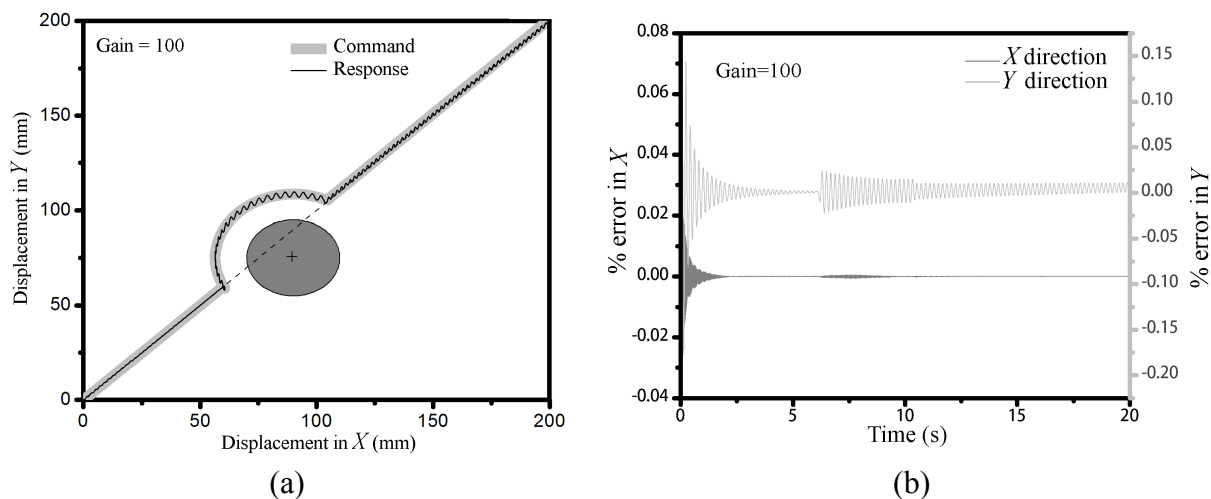 200
Gain = 100
Command
Response
150
100
50
0
Displacement in Y (mm)
0 50 100 150 200
Displacement in X (mm)
(a)
0.08
0.06
0.04
0.02
0.00
-0.02
-0.04
% error in X
Gain=100
X direction
Y direction
0.15
0.10
0.05
0.00
-0.05
-0.10
-0.15
-0.20
% error in Y
0 5 10 15 20
Time (s)
(b)